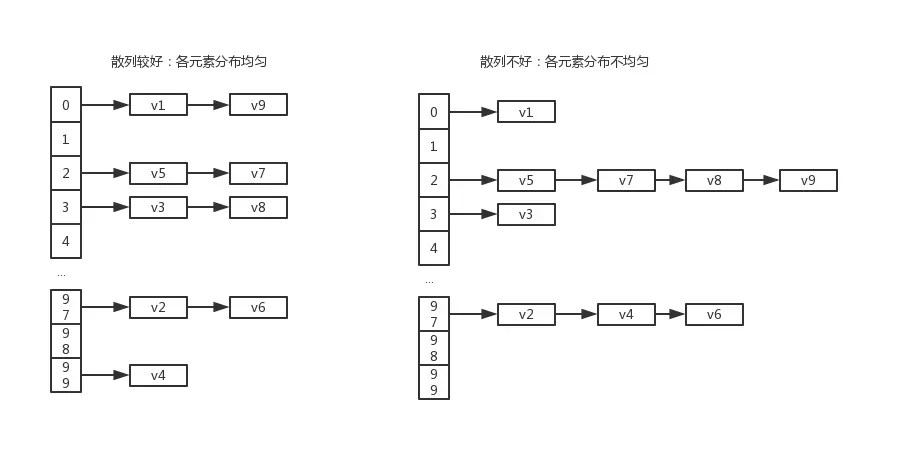 散列较好：各元素分布均匀
0 v1 v9
1
2 v5 v7
3 v3 v8
4
...
97 v2 v6
98
99 v4
散列不好：各元素分布不均匀
0 v1
1
2 v5 v7 v8 v9
3 v3
4
...
97 v2 v4 v6
98
99